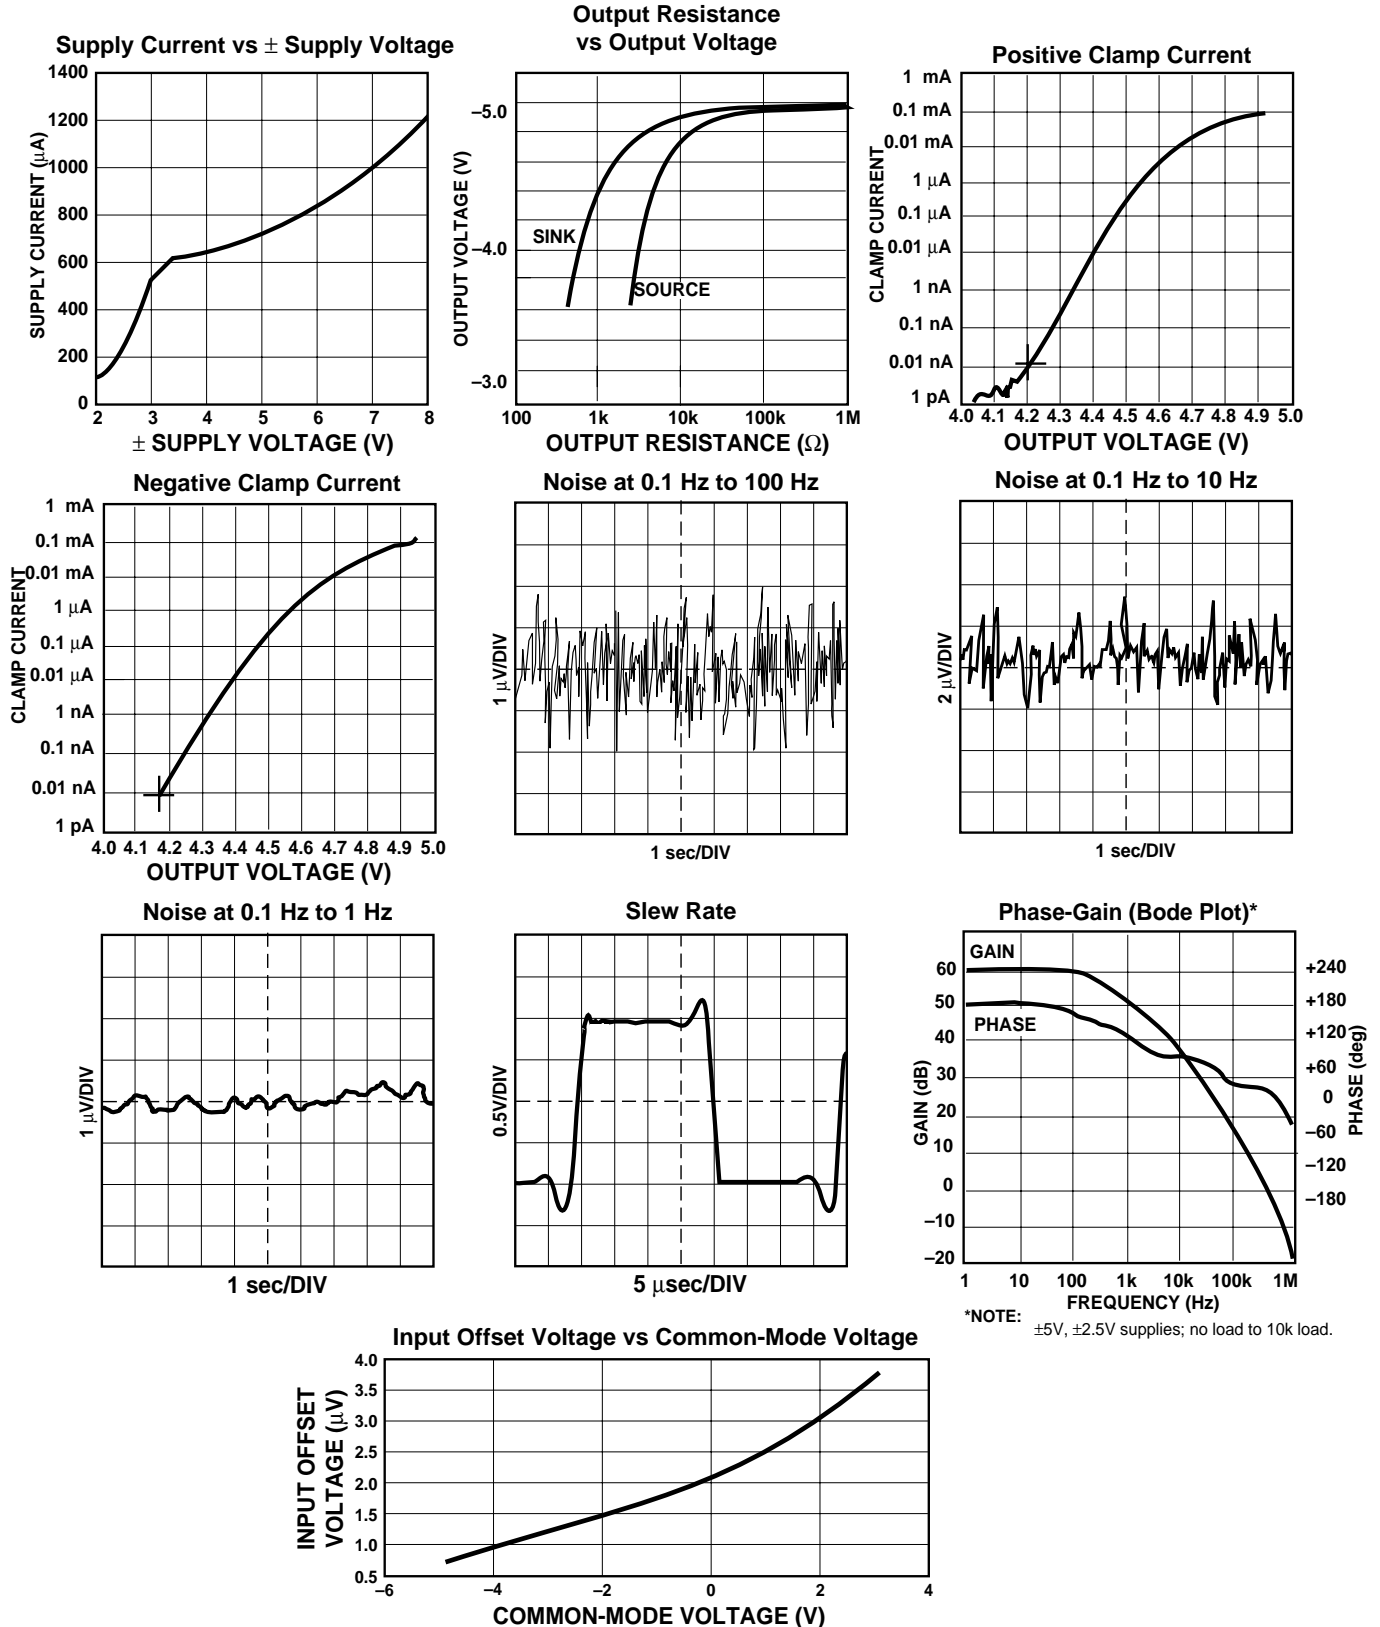 Supply Current vs ± Supply Voltage
1400
1200
1000
800
600
400
200
0
SUPPLY CURRENT (µA)
2 3 4 5 6 7 8
± SUPPLY VOLTAGE (V)
Output Resistance
vs Output Voltage
–5.0
–4.0
–3.0
OUTPUT VOLTAGE (V)
SINK
SOURCE
100 1k 10k 100k 1M
OUTPUT RESISTANCE (Ω)
Positive Clamp Current
1 mA
0.1 mA
0.01 mA
1 µA
0.1 µA
0.01 µA
1 nA
0.1 nA
0.01 nA
1 pA
CLAMP CURRENT
4.0 4.1 4.2 4.3 4.4 4.5 4.6 4.7 4.8 4.9 5.0
OUTPUT VOLTAGE (V)
Negative Clamp Current
1 mA
0.1 mA
0.01 mA
1 µA
0.1 µA
0.01 µA
1 nA
0.1 nA
0.01 nA
1 pA
CLAMP CURRENT
4.0 4.1 4.2 4.3 4.4 4.5 4.6 4.7 4.8 4.9 5.0
OUTPUT VOLTAGE (V)
Noise at 0.1 Hz to 100 Hz
1 µV/DIV
1 sec/DIV
Noise at 0.1 Hz to 10 Hz
2 µV/DIV
1 sec/DIV
Noise at 0.1 Hz to 1 Hz
1 µV/DIV
1 sec/DIV
Slew Rate
0.5V/DIV
5 µsec/DIV
Phase-Gain (Bode Plot)*
GAIN
PHASE
60
50
40
30
20
10
0
–10
–20
GAIN (dB)
+240
+180
+120
+60
0
–60
–120
–180
PHASE (deg)
1 10 100 1k 10k 100k 1M
FREQUENCY (Hz)
*NOTE: ±5V, ±2.5V supplies; no load to 10k load.
Input Offset Voltage vs Common-Mode Voltage
4.0
3.5
3.0
2.5
2.0
1.5
1.0
0.5
INPUT OFFSET
VOLTAGE (µV)
–6 –4 –2 0 2 4
COMMON-MODE VOLTAGE (V)